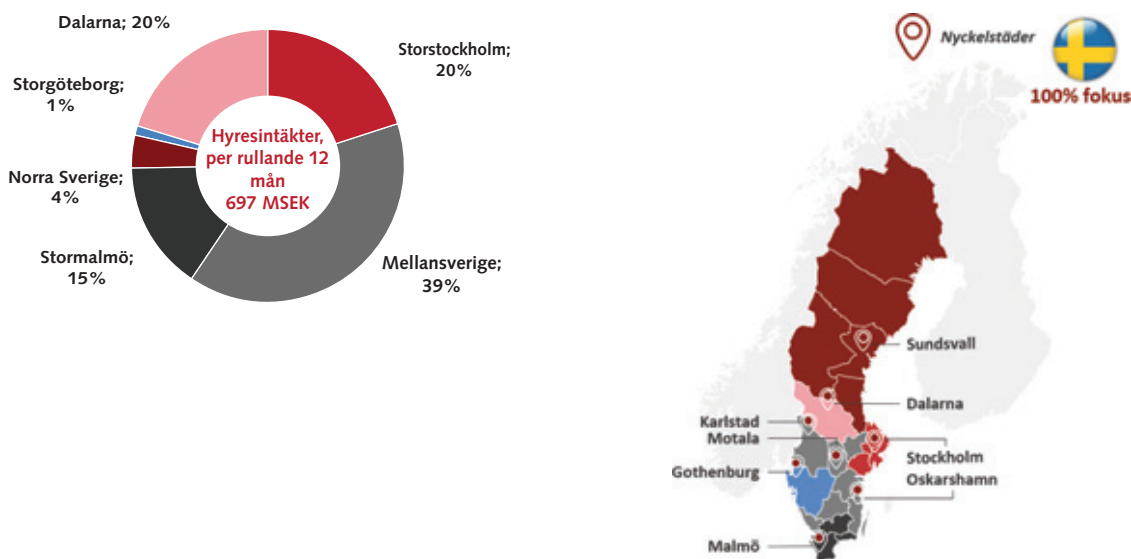 Dalarna; 20%
Storstockholm;
20%
Storgöteborg;
1%
Hyresintäkter,
per rullande 12
mån
697 MSEK
Norra Sverige;
4%
Stormalmö;
15%
Mellansverige;
39%
Nyckelstäder
100% fokus
Sundsvall
Dalarna
Karlstad
Motala
Stockholm
Gothenburg
Oskarshamn
Malmö